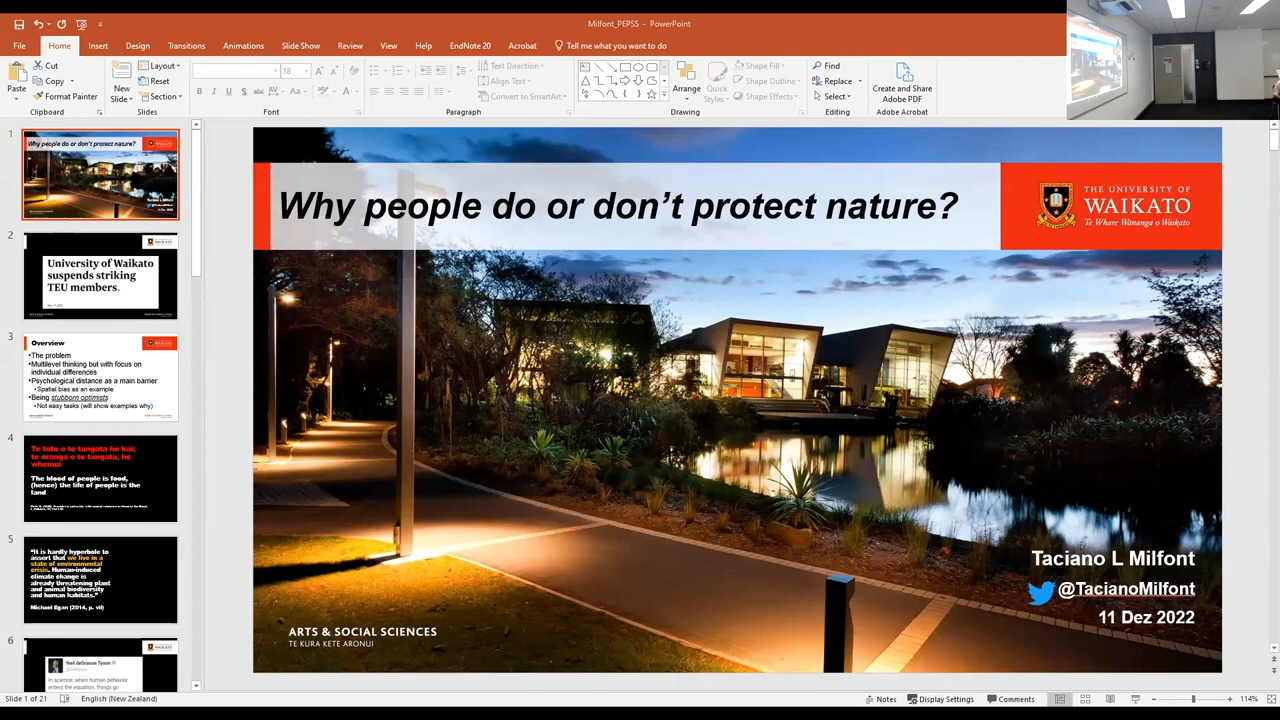 Milfont_PEPSS - PowerPoint
File Home Insert Design Transitions Animations Slide Show Review View Help EndNote 20 Acrobat Tell me what you want to do
Paste
Cut
Copy
Format Painter
Clipboard
New Slide
Layout
Reset
Section
Slides
18
Font
Text Direction
Align Text
Convert to SmartArt
Paragraph
Arrange
Quick Styles
Shape Fill
Shape Outline
Shape Effects
Drawing
Find
Replace
Select
Editing
Create and Share
Adobe PDF
Adobe Acrobat
1
Why people do or don't protect nature?
2
University of Waikato
suspends striking
TEU members.
3
Overview
•The problem
•Multilevel thinking but with focus on
individual differences
•Psychological distance as a main barrier
•Spatial bias as an example
•Being stubborn optimists
•Not easy tasks (will show examples why)
4
Te toto o te tangata he kai;
te oranga o te tangata, he
whenua
The blood of people is food,
(hence) the life of people is the
land
5
"It is hardly hyperbole to
assert that we live in a
state of environmental
crisis. Human-induced
climate change is
already threatening plant
and animal biodiversity
and human habitats."
Michael Egan (2014, p. vii)
6
Neil deGrasse Tyson
In science, when human behavior
enters the equation, things go
Why people do or don't protect nature?
THE UNIVERSITY OF
WAIKATO
Te Whare Wānanga o Waikato
Taciano L Milfont
@TacianoMilfont
11 Dez 2022
ARTS & SOCIAL SCIENCES
TE KURA KETE ARONUI
Slide 1 of 21 English (New Zealand) Notes Display Settings Comments 114%